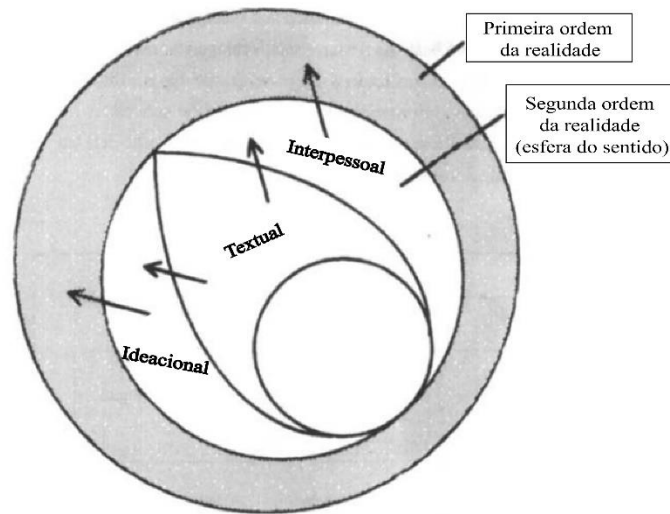 Primeira ordem
da realidade
Segunda ordem
da realidade
(esfera do sentido)
Interpessoal
Textual
Ideacional